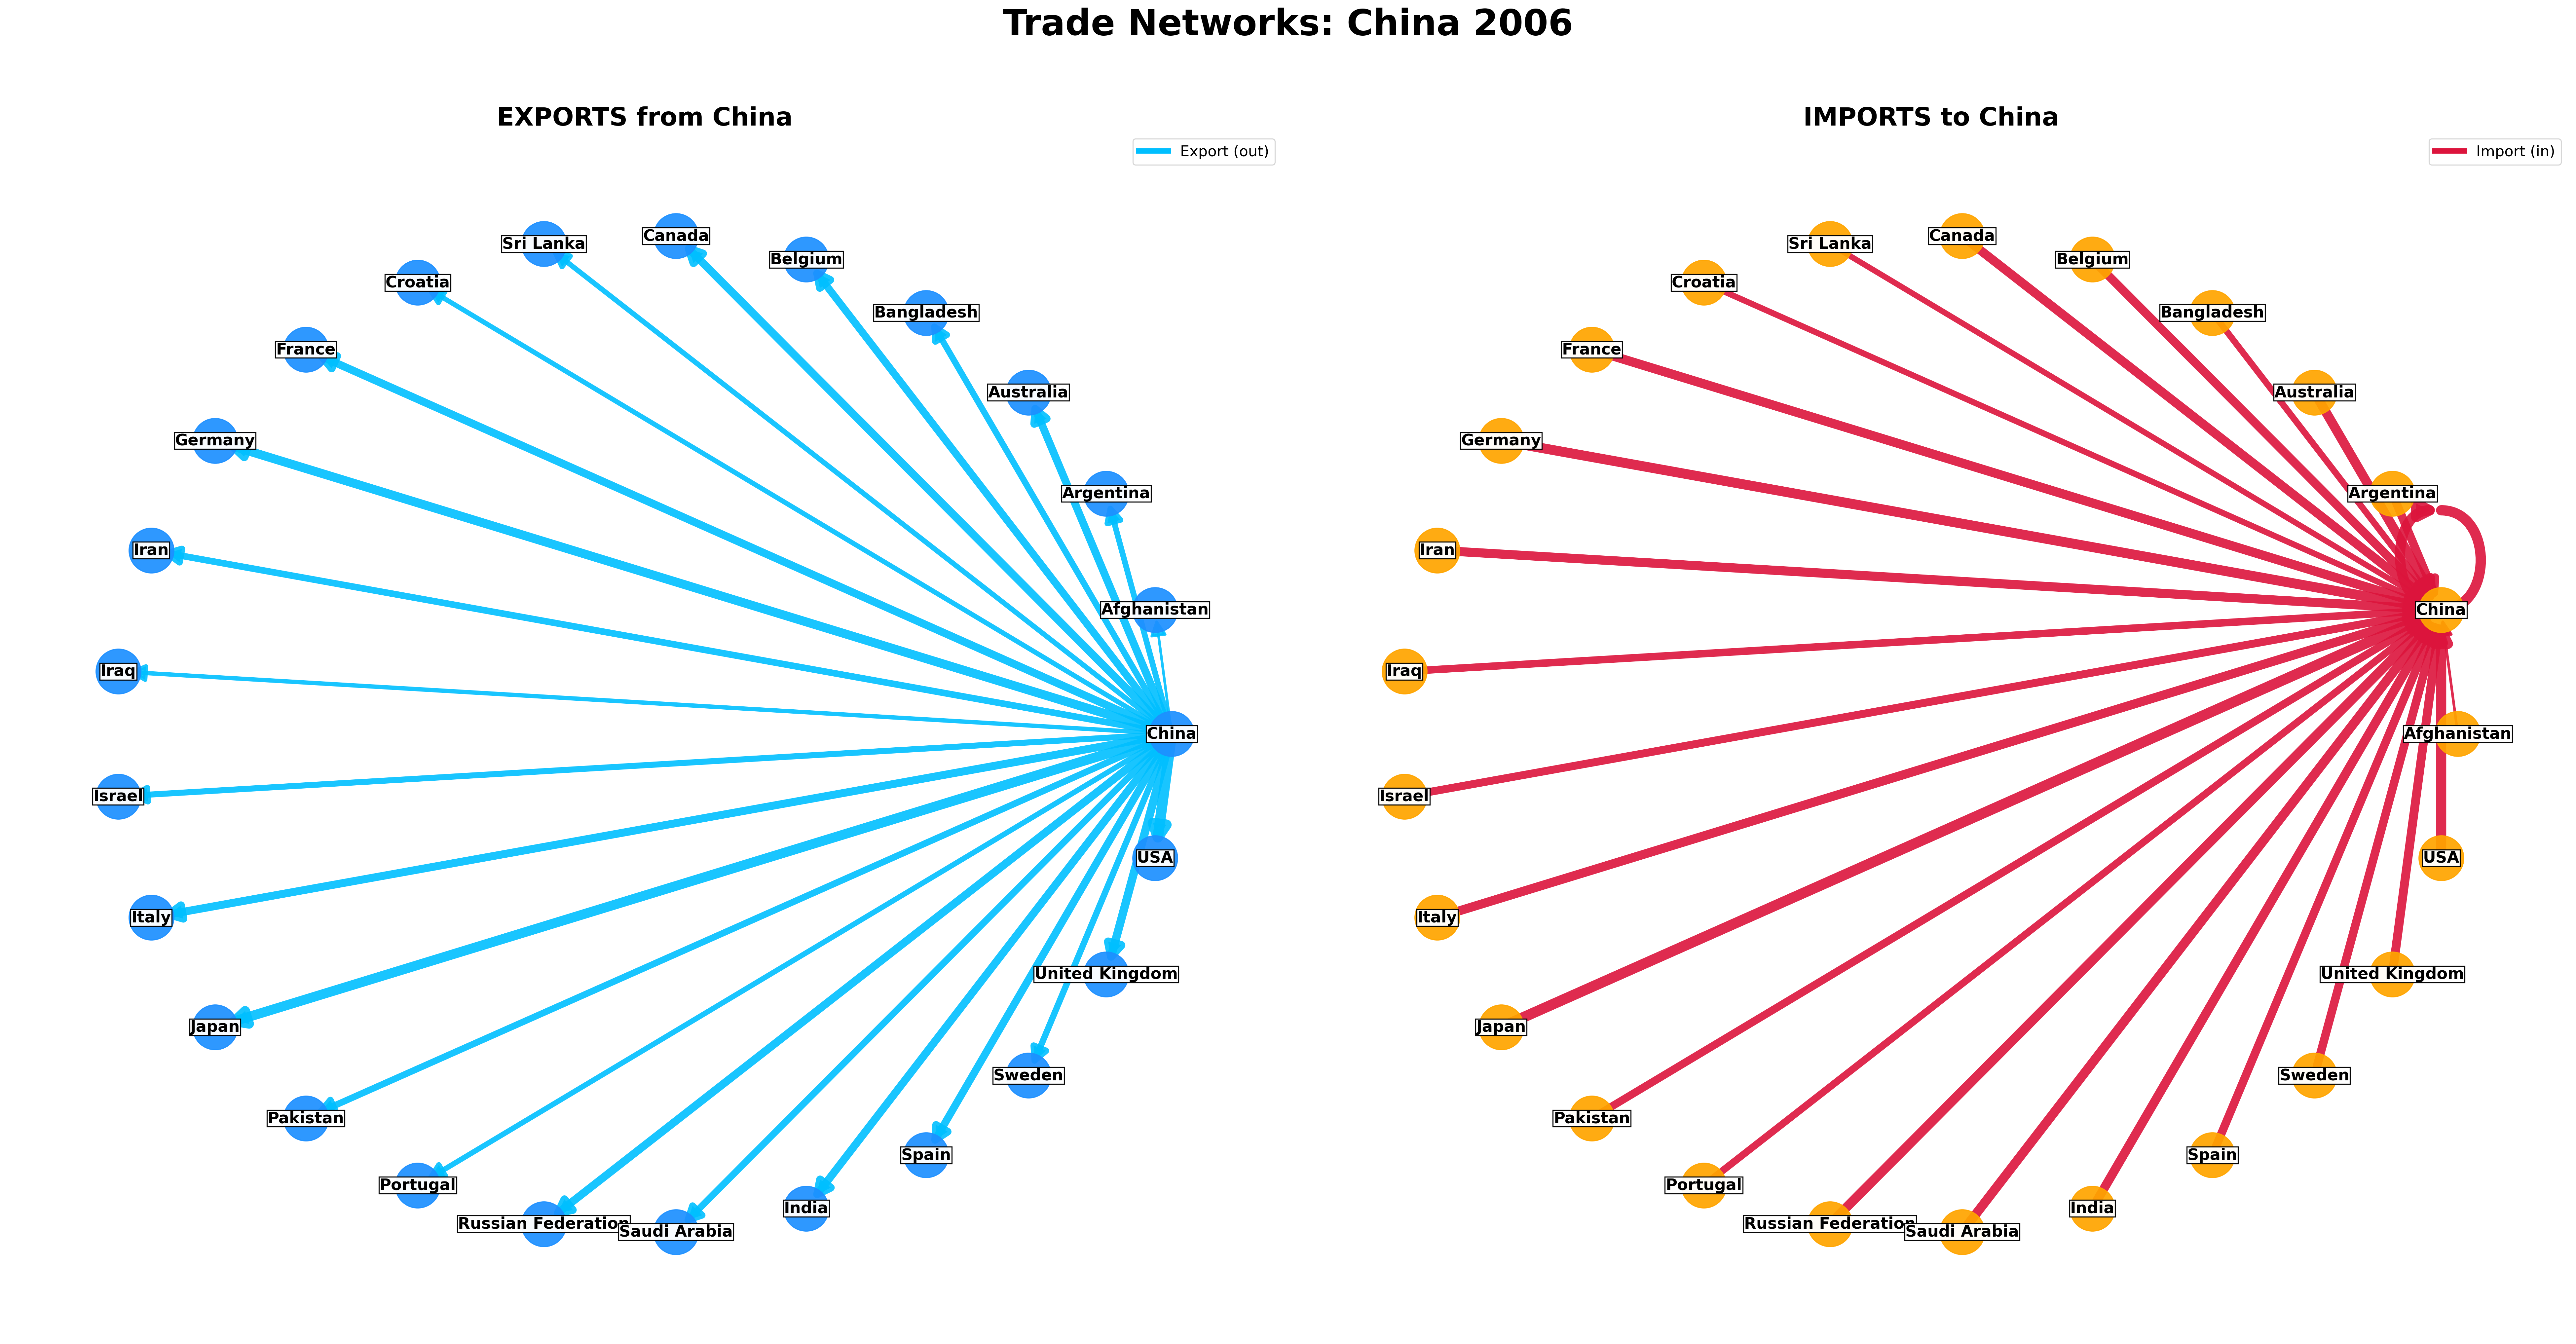 Trade Networks: China 2006
EXPORTS from China
Export (out)
Canada
Sri Lanka
Belgium
Croatia
Bangladesh
France
Australia
Germany
Argentina
Iran
Afghanistan
Iraq
China
Israel
USA
Italy
United Kingdom
Japan
Sweden
Pakistan
Spain
Portugal
India
Russian Federation
Saudi Arabia
IMPORTS to China
Import (in)
Canada
Sri Lanka
Belgium
Croatia
Bangladesh
France
Australia
Germany
Argentina
Iran
China
Iraq
Afghanistan
Israel
USA
Italy
United Kingdom
Japan
Sweden
Pakistan
Spain
Portugal
India
Russian Federation
Saudi Arabia